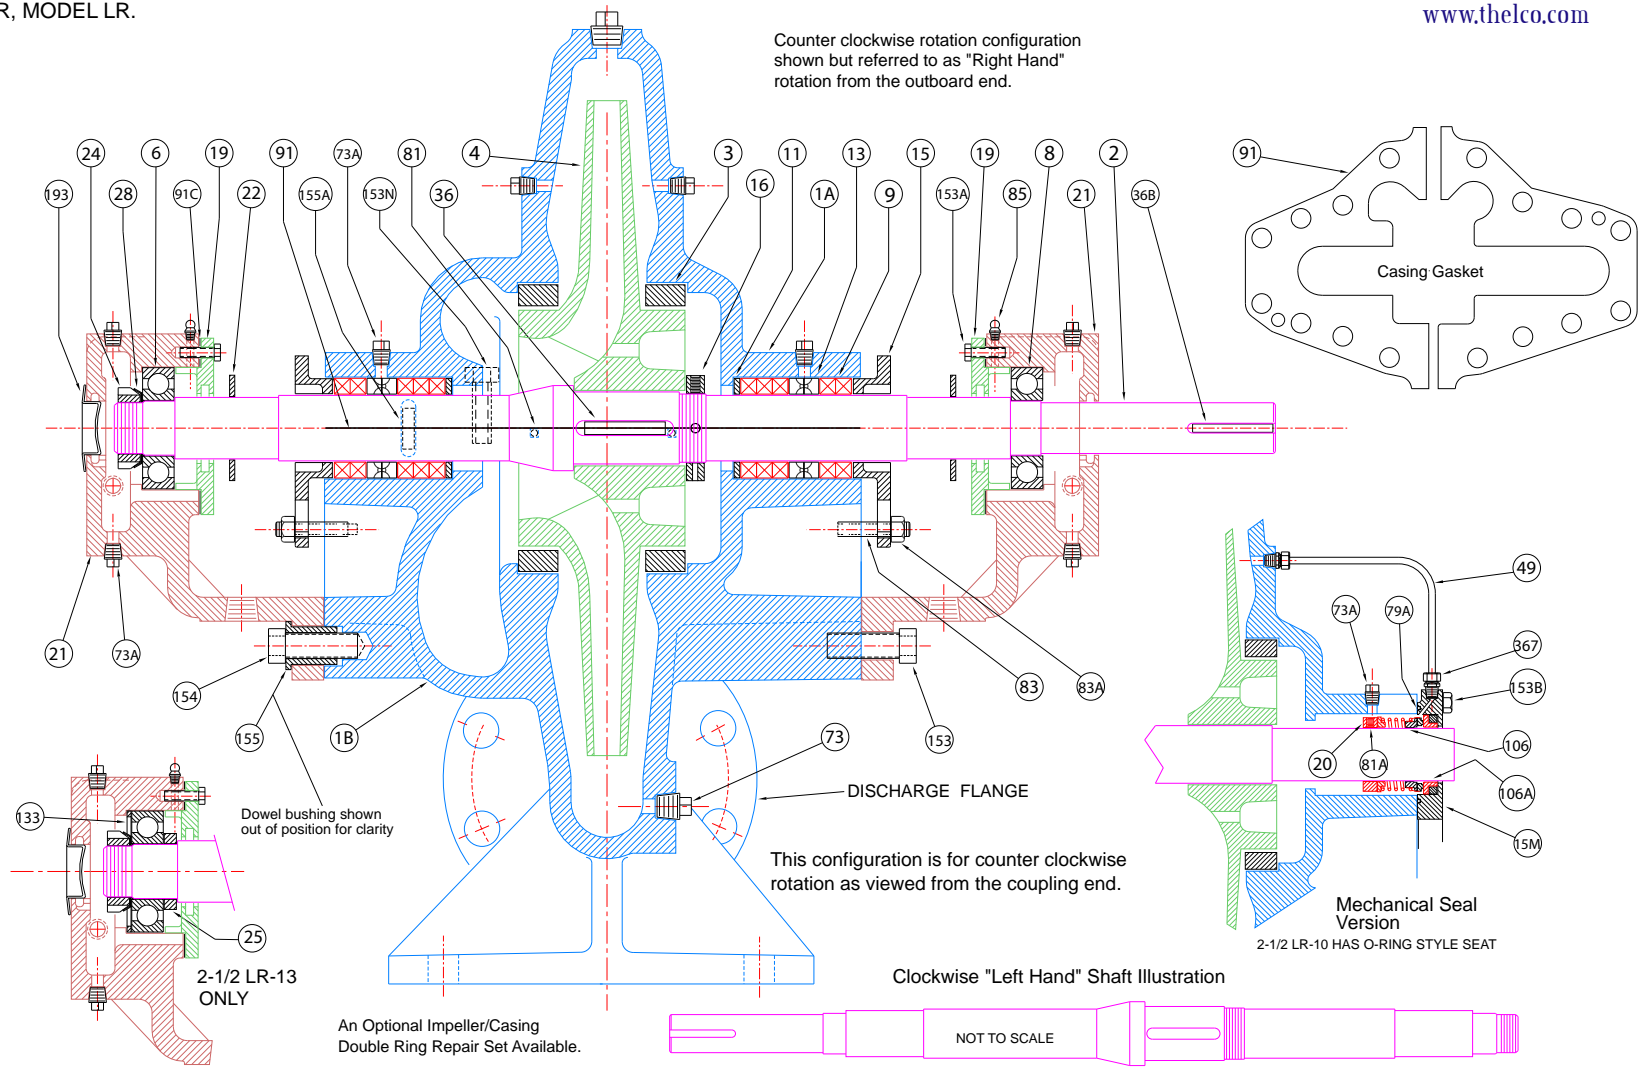 R, MODEL LR.
www.thelco.com
Counter clockwise rotation configuration
shown but referred to as "Right Hand"
rotation from the outboard end.
24
6
19
91
73A
81
4
3
11
13
15
19
8
2
91
193
28
91C
22
155A
153N
36
16
1A
9
153A
85
21
36B
Casing Gasket
21
73A
154
155
1B
83
83A
153
73
49
73A
79A
367
153B
20
81A
106
106A
15M
Dowel bushing shown
out of position for clarity
DISCHARGE FLANGE
This configuration is for counter clockwise
rotation as viewed from the coupling end.
Mechanical Seal
Version
2-1/2 LR-10 HAS O-RING STYLE SEAT
133
25
2-1/2 LR-13
ONLY
An Optional Impeller/Casing
Double Ring Repair Set Available.
Clockwise "Left Hand" Shaft Illustration
NOT TO SCALE